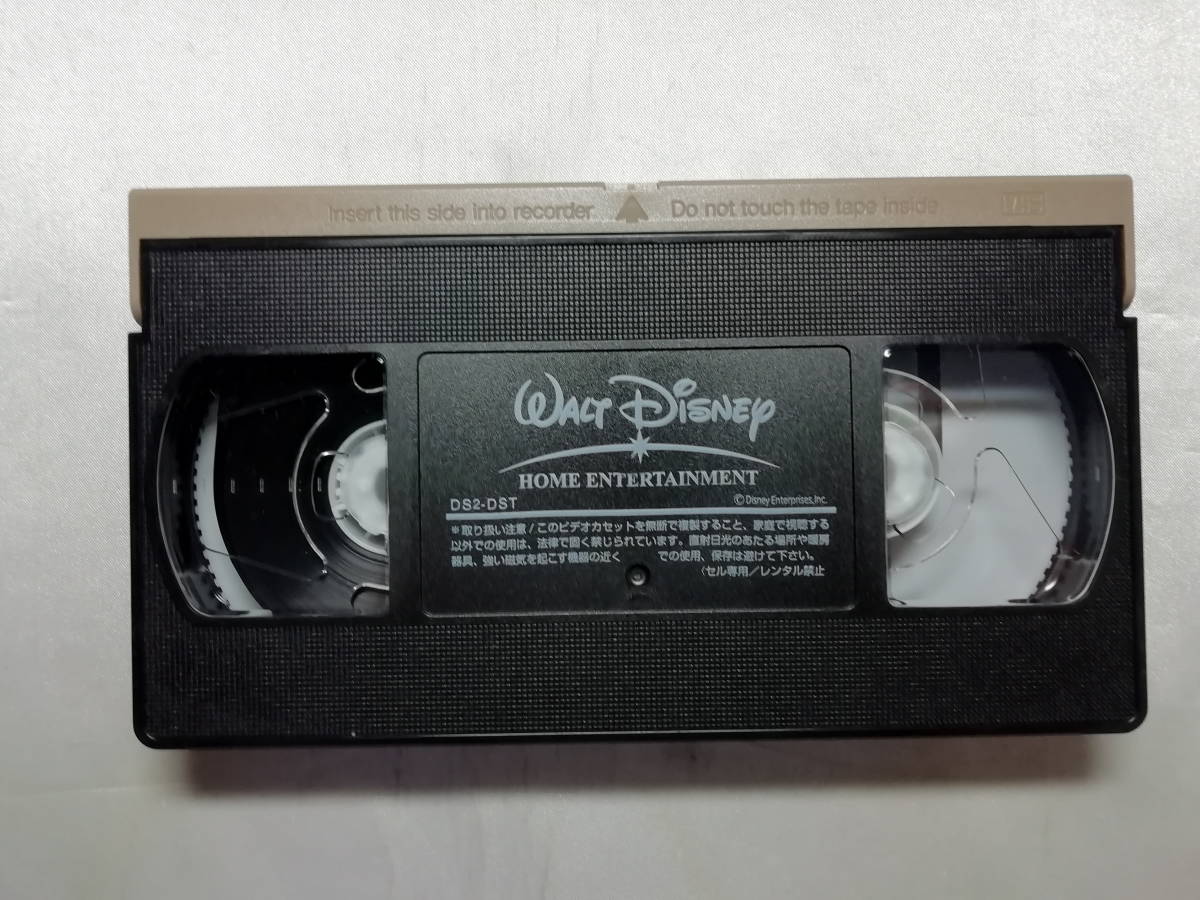 Insert this side into recorder Do not touch the tape inside VHS
WALT DISNEY
HOME ENTERTAINMENT
DS2-DST © Disney Enterprises, Inc.
※取り扱い注意/このビデオカセットを無断で複製すること、家庭で視聴する
以外での使用は、法律で固く禁じられています。直射日光のあたる場所や暖房
器具、強い磁気を起こす機器の近く での使用、保存は避けて下さい。
〈セル専用/レンタル禁止